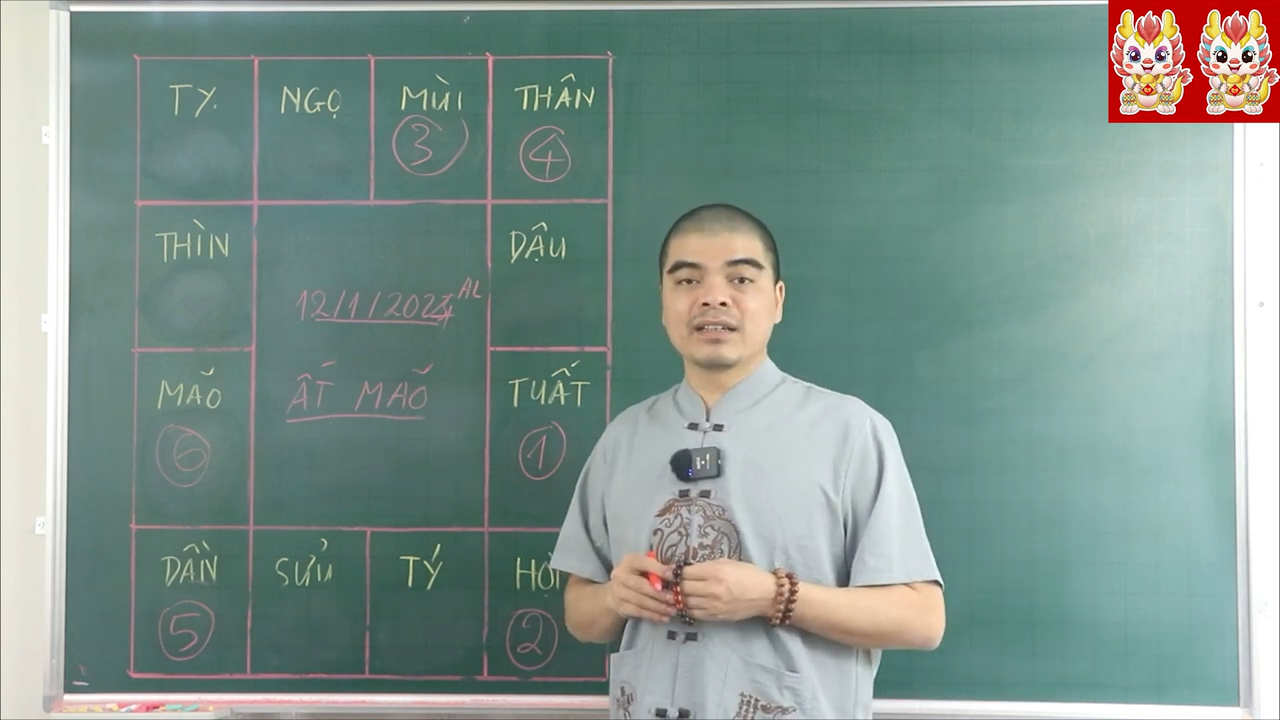 TỴ. NGỌ MÙI THÂN
③ ④
THÌN DẬU
12/1/2024 AL
MÃO ẤT MÃO TUẤT
⑥ ①
DẦN SỬU TÝ HỢI
⑤ ②